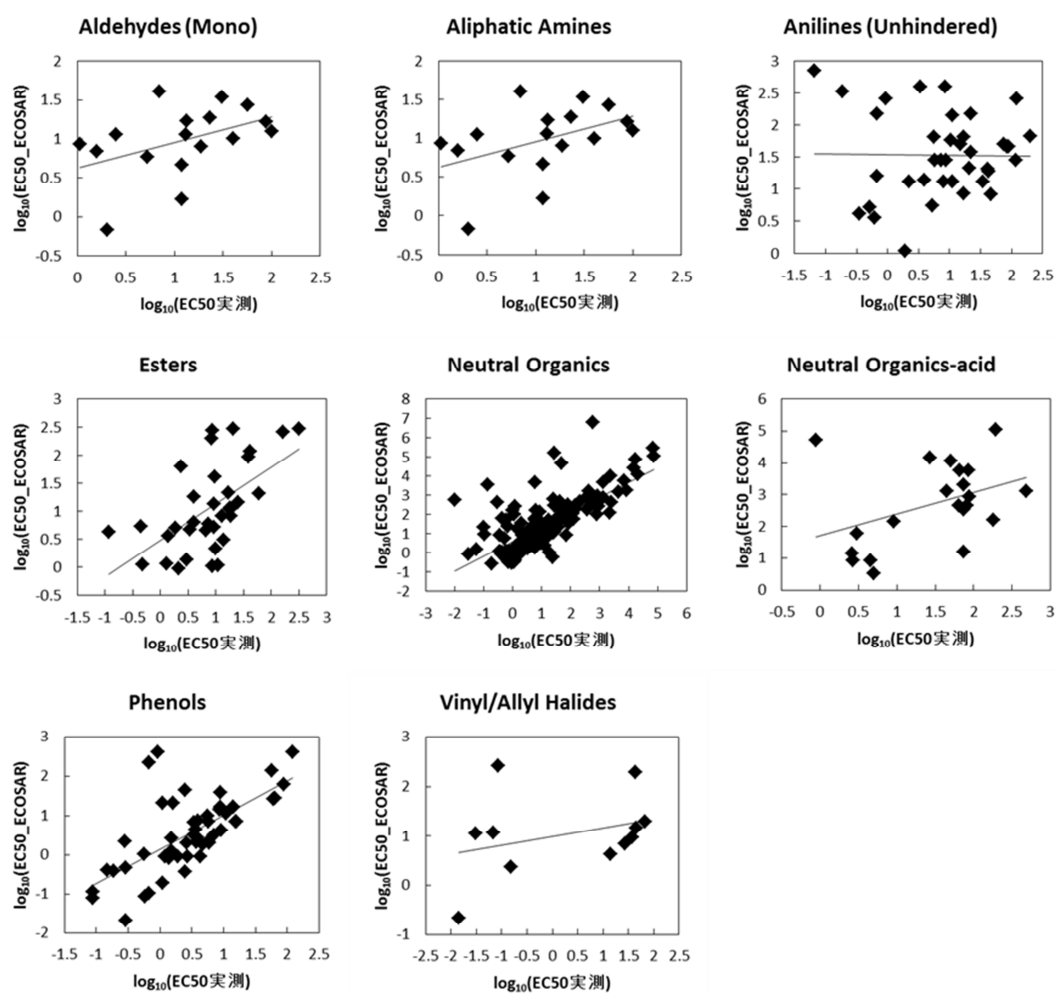 Aldehydes (Mono)
log₁₀(EC50_ECOSAR)
2
1.5
1
0.5
0
-0.5
0 0.5 1 1.5 2 2.5
log₁₀(EC50実測)
Aliphatic Amines
log₁₀(EC50_ECOSAR)
2
1.5
1
0.5
0
-0.5
0 0.5 1 1.5 2 2.5
log₁₀(EC50実測)
Anilines (Unhindered)
log₁₀(EC50_ECOSAR)
3
2.5
2
1.5
1
0.5
0
-1.5 -1 -0.5 0 0.5 1 1.5 2 2.5
log₁₀(EC50実測)
Esters
log₁₀(EC50_ECOSAR)
3
2.5
2
1.5
1
0.5
0
-0.5
-1.5 -1 -0.5 0 0.5 1 1.5 2 2.5 3
log₁₀(EC50実測)
Neutral Organics
log₁₀(EC50_ECOSAR)
8
7
6
5
4
3
2
1
0
-1
-2
-3 -2 -1 0 1 2 3 4 5 6
log₁₀(EC50実測)
Neutral Organics-acid
log₁₀(EC50_ECOSAR)
6
5
4
3
2
1
0
-0.5 0 0.5 1 1.5 2 2.5 3
log₁₀(EC50実測)
Phenols
log₁₀(EC50_ECOSAR)
3
2
1
0
-1
-2
-1.5 -1 -0.5 0 0.5 1 1.5 2 2.5
log₁₀(EC50実測)
Vinyl/Allyl Halides
log₁₀(EC50_ECOSAR)
3
2
1
0
-1
-2.5 -2 -1.5 -1 -0.5 0 0.5 1 1.5 2 2.5
log₁₀(EC50実測)